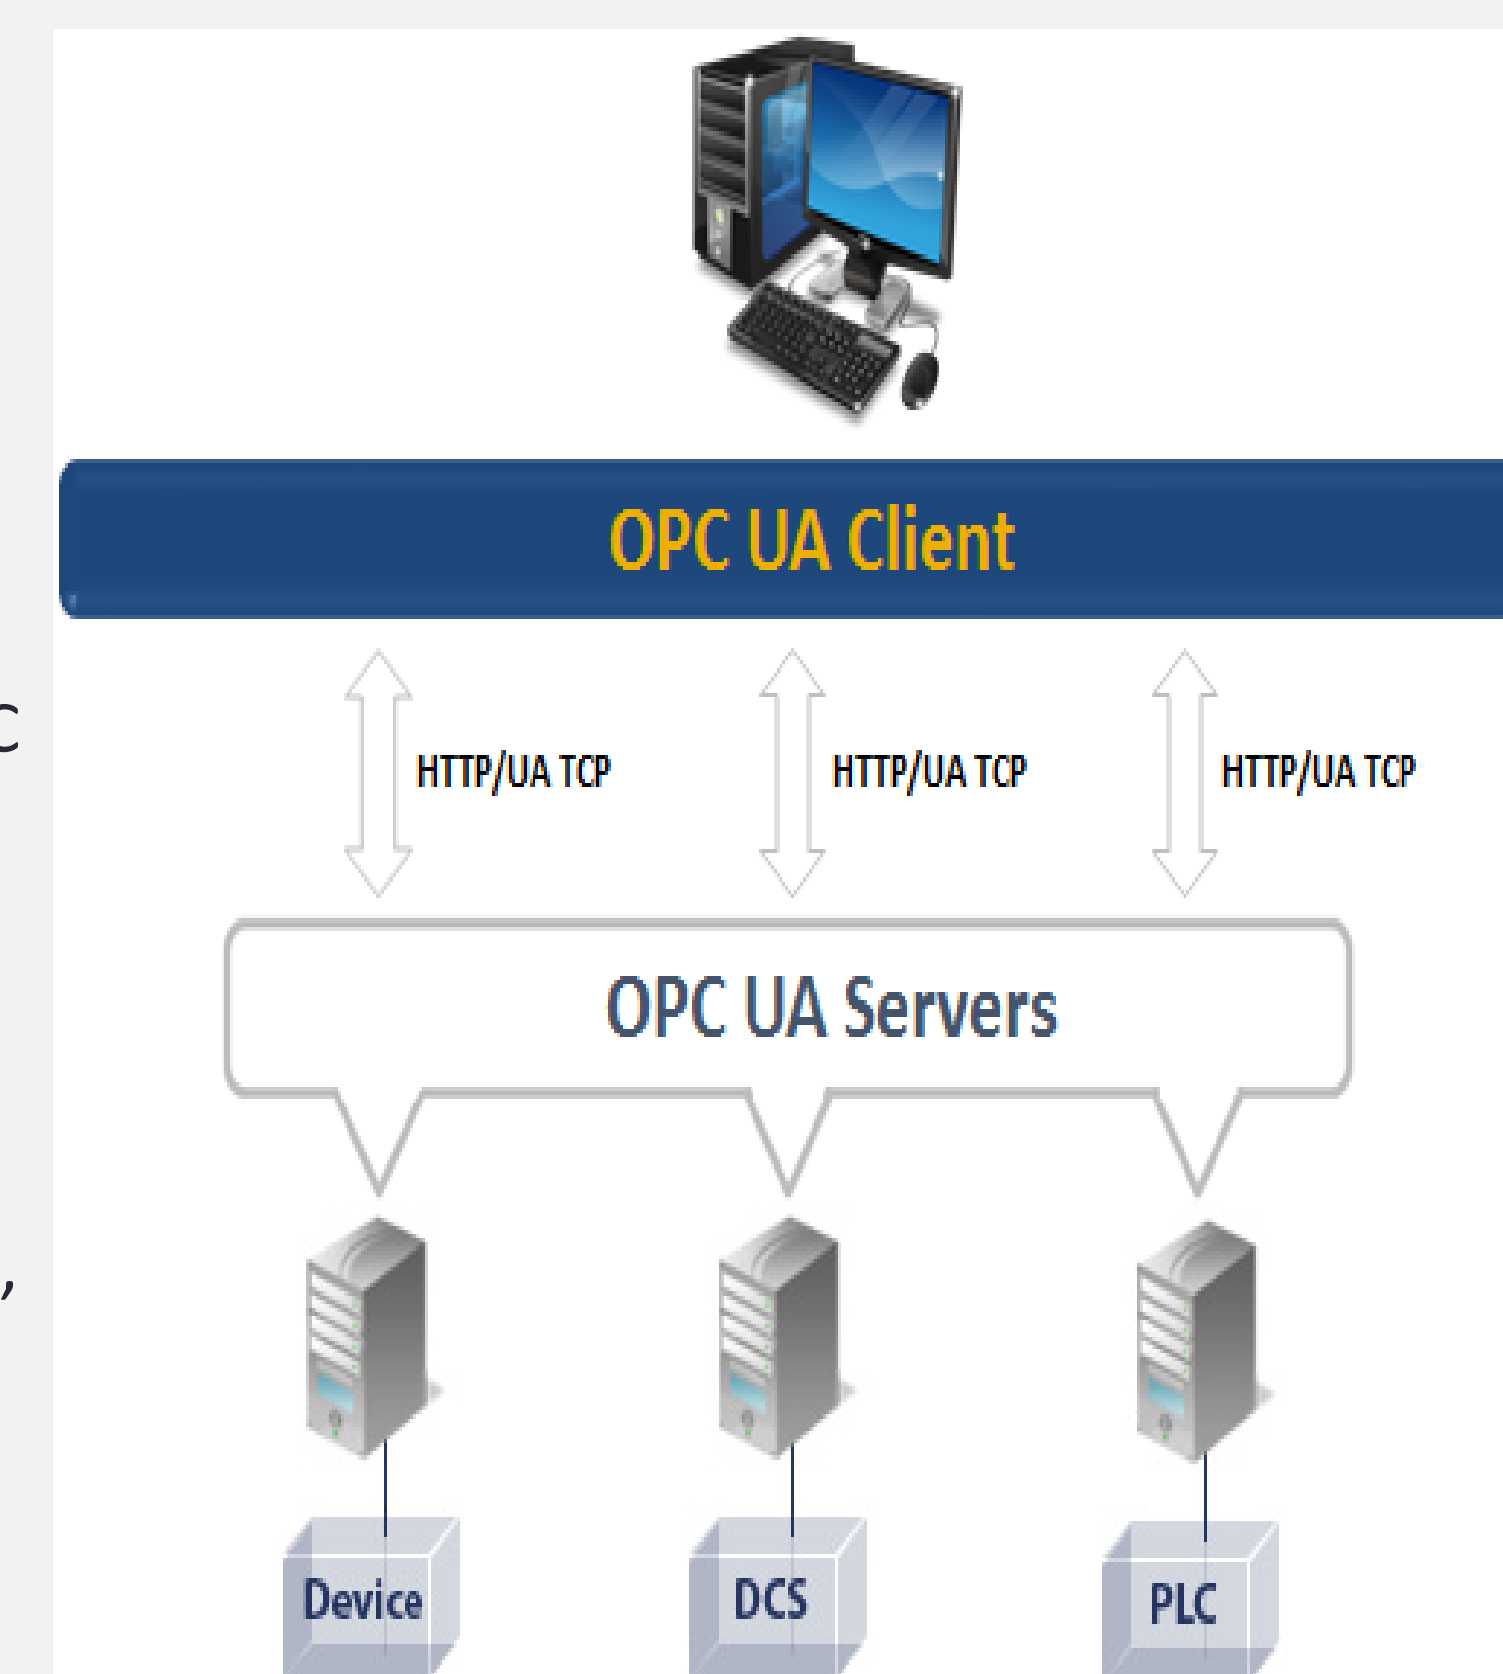 OPC UA Client
C
HTTP/UA TCP HTTP/UA TCP HTTP/UA TCP
OPC UA Servers
,
Device DCS PLC